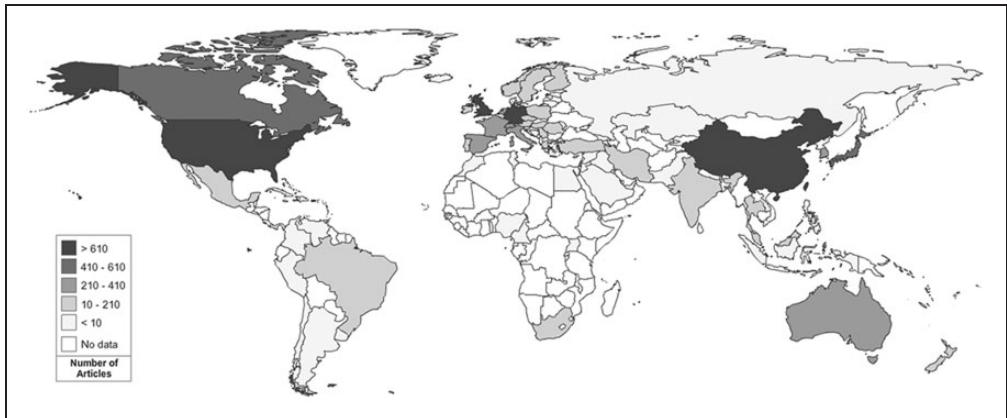 > 610
410 - 610
210 - 410
10 - 210
< 10
No data
Number of
Articles